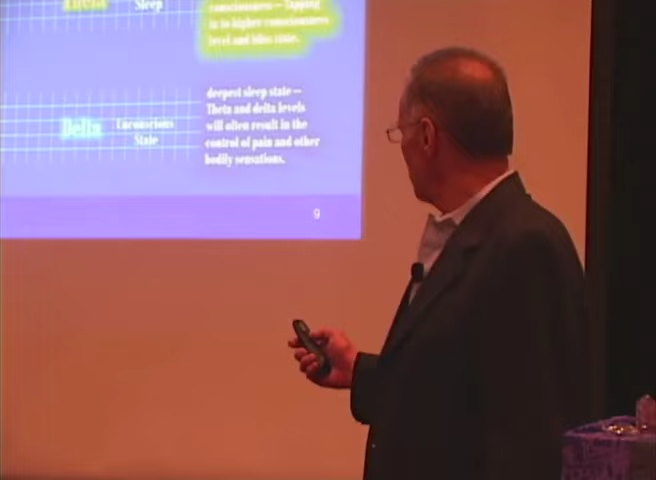 Theta
Sleep
consciousness – Tapping
in to higher consciousness
level and bliss state.
Delta
Unconscious
State
deepest sleep state –
Theta and delta levels
will often result in the
control of pain and other
bodily sensations.
9